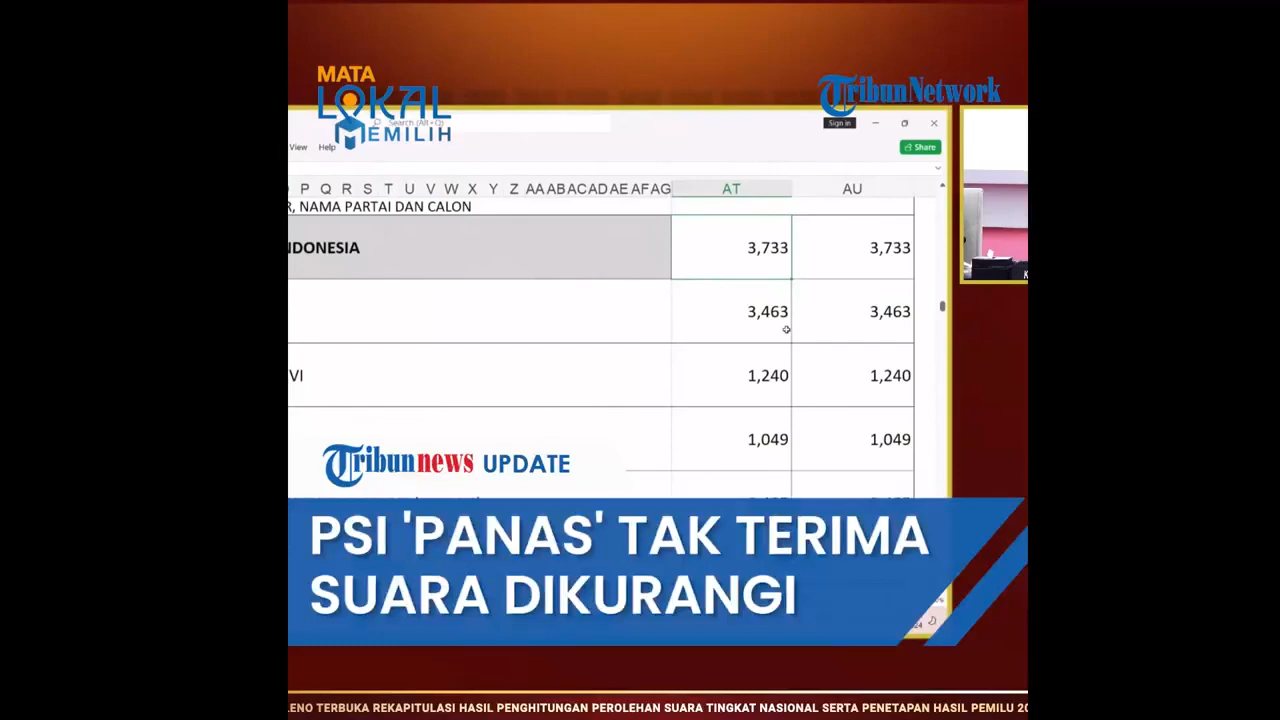 MATA
LOKAL
MEMILIH
TribunNetwork
Search (Alt + Q)
Sign in
View Help
Share
P Q R S T U V W X Y Z AA AB AC AD AE AF AG AT AU
R, NAMA PARTAI DAN CALON
NDONESIA 3,733 3,733
3,463 3,463
VI 1,240 1,240
1,049 1,049
Tribunnews UPDATE
PSI 'PANAS' TAK TERIMA
SUARA DIKURANGI
LENO TERBUKA REKAPITULASI HASIL PENGHITUNGAN PEROLEHAN SUARA TINGKAT NASIONAL SERTA PENETAPAN HASIL PEMILU 20